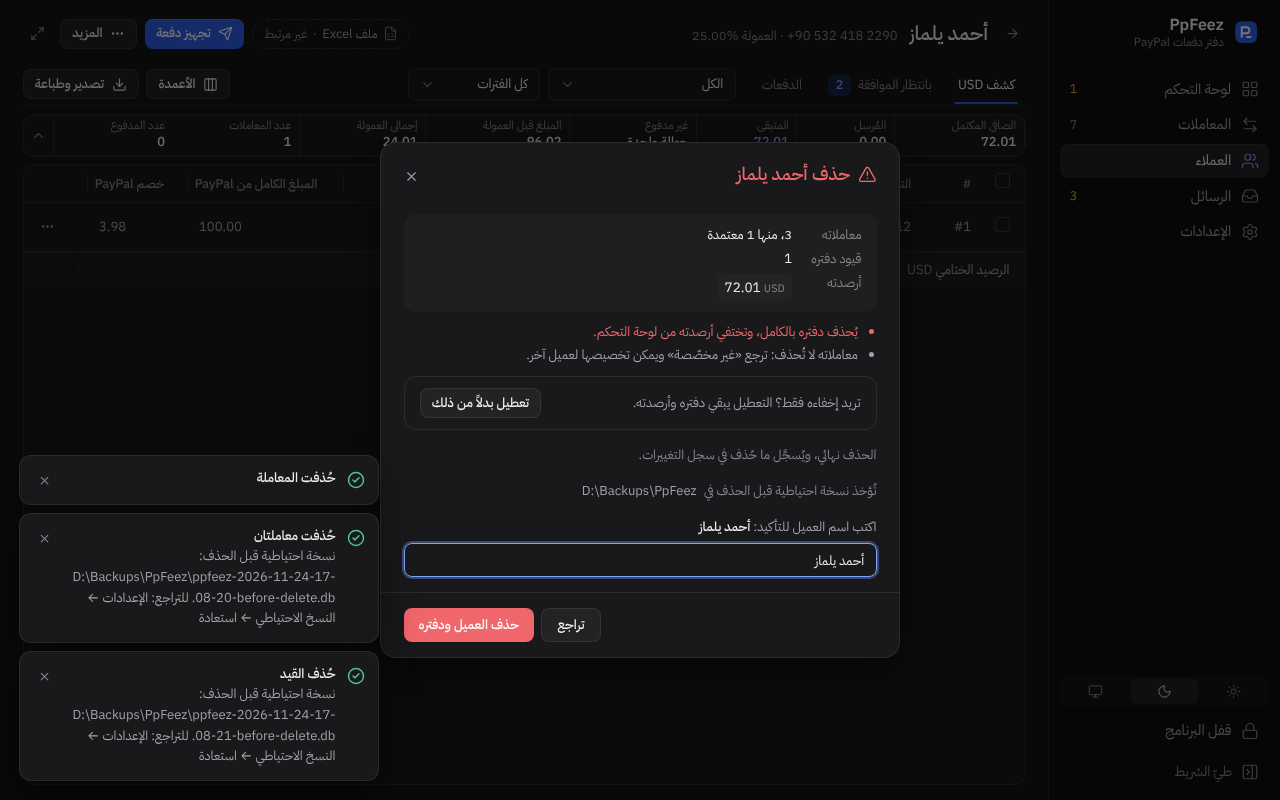 PpFeez
دفتر دفعات PayPal
لوحة التحكم 1
المعاملات 7
العملاء
الرسائل 3
الإعدادات
قفل البرنامج
طيّ الشريط
أحمد يلماز
+90 532 418 2290 · العمولة 25.00%
ملف Excel · غير مرتبط
تجهيز دفعة
المزيد
كشف USD
بانتظار الموافقة 2
الدفعات
الكل
كل الفترات
الأعمدة
تصدير وطباعة
الصافي المكتمل
72.01
المُرسل
0.00
المتبقي
72.01
غير مدفوع
حوالة واحدة
المبلغ قبل العمولة
96.02
إجمالي العمولة
24.01
عدد المعاملات
1
عدد المدفوع
0
#
المبلغ الكامل من PayPal
خصم PayPal
#1
100.00
3.98
الرصيد الختامي USD
حذف أحمد يلماز
معاملاته 3، منها 1 معتمدة
قيود دفتره 1
أرصدته 72.01 USD
يُحذف دفتره بالكامل، وتختفي أرصدته من لوحة التحكم.
معاملاته لا تُحذف: ترجع «غير مخصّصة» ويمكن تخصيصها لعميل آخر.
تريد إخفاءه فقط؟ التعطيل يبقي دفتره وأرصدته.
تعطيل بدلاً من ذلك
الحذف نهائي، ويُسجَّل ما حُذف في سجل التغييرات.
تُؤخذ نسخة احتياطية قبل الحذف في D:\Backups\PpFeez
اكتب اسم العميل للتأكيد: أحمد يلماز
أحمد يلماز
تراجع
حذف العميل ودفتره
حُذفت المعاملة
حُذفت معاملتان
نسخة احتياطية قبل الحذف:
D:\Backups\PpFeez\ppfeez-2026-11-24-17-
08-20-before-delete.db. للتراجع: الإعدادات ←
النسخ الاحتياطي ← استعادة
حُذف القيد
نسخة احتياطية قبل الحذف:
D:\Backups\PpFeez\ppfeez-2026-11-24-17-
08-21-before-delete.db. للتراجع: الإعدادات ←
النسخ الاحتياطي ← استعادة